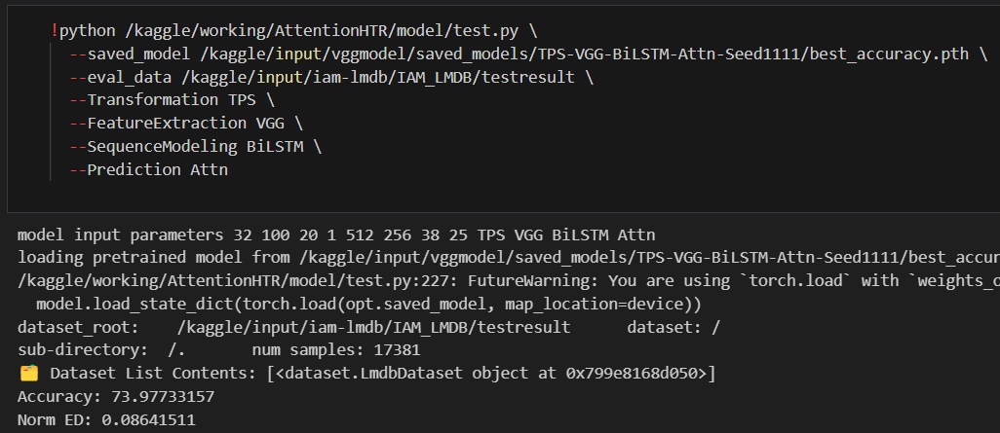 !python /kaggle/working/AttentionHTR/model/test.py \
--saved_model /kaggle/input/vggmodel/saved_models/TPS-VGG-BiLSTM-Attn-Seed1111/best_accuracy.pth \
--eval_data /kaggle/input/iam-lmdb/IAM_LMDB/testresult \
--Transformation TPS \
--FeatureExtraction VGG \
--SequenceModeling BiLSTM \
--Prediction Attn
model input parameters 32 100 20 1 512 256 38 25 TPS VGG BiLSTM Attn
loading pretrained model from /kaggle/input/vggmodel/saved_models/TPS-VGG-BiLSTM-Attn-Seed1111/best_accur
/kaggle/working/AttentionHTR/model/test.py:227: FutureWarning: You are using `torch.load` with `weights_o
model.load_state_dict(torch.load(opt.saved_model, map_location=device))
dataset_root: /kaggle/input/iam-lmdb/IAM_LMDB/testresult dataset: /
sub-directory: /. num samples: 17381
🗂️ Dataset List Contents: [<dataset.LmdbDataset object at 0x799e8168d050>]
Accuracy: 73.97733157
Norm ED: 0.08641511